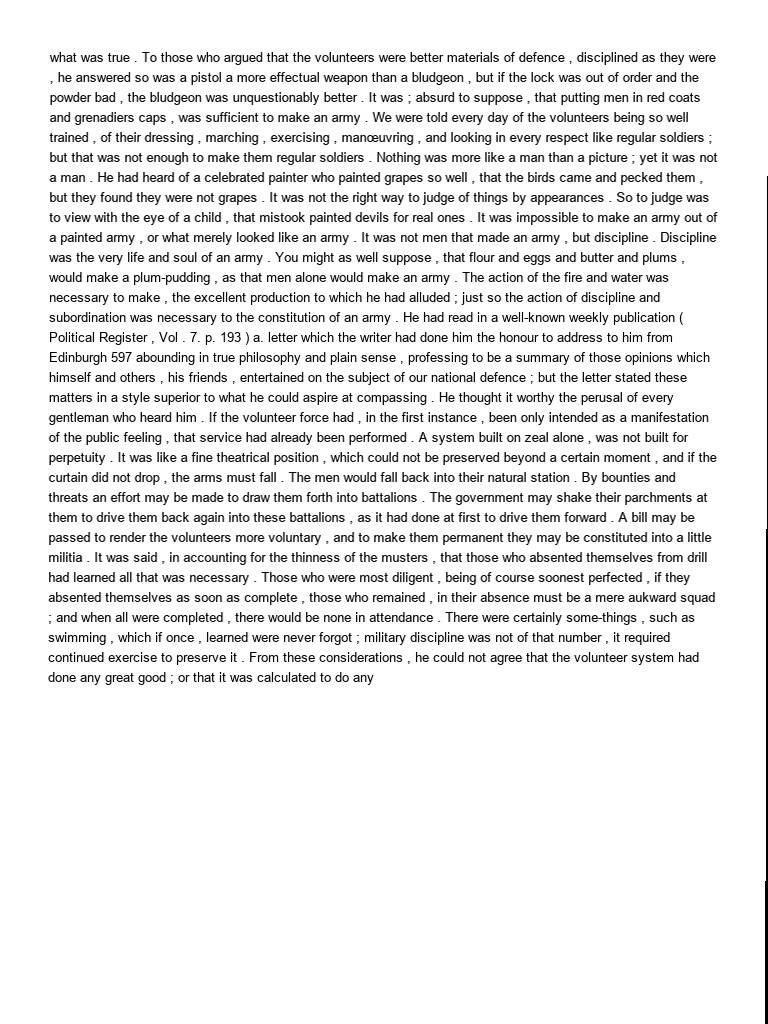 what was true . To those who argued that the volunteers were better materials of defence , disciplined as they were
, he answered so was a pistol a more effectual weapon than a bludgeon , but if the lock was out of order and the
powder bad , the bludgeon was unquestionably better . It was ; absurd to suppose , that putting men in red coats
and grenadiers caps , was sufficient to make an army . We were told every day of the volunteers being so well
trained , of their dressing , marching , exercising , manœuvring , and looking in every respect like regular soldiers ;
but that was not enough to make them regular soldiers . Nothing was more like a man than a picture ; yet it was not
a man . He had heard of a celebrated painter who painted grapes so well , that the birds came and pecked them ,
but they found they were not grapes . It was not the right way to judge of things by appearances . So to judge was
to view with the eye of a child , that mistook painted devils for real ones . It was impossible to make an army out of
a painted army , or what merely looked like an army . It was not men that made an army , but discipline . Discipline
was the very life and soul of an army . You might as well suppose , that flour and eggs and butter and plums ,
would make a plum-pudding , as that men alone would make an army . The action of the fire and water was
necessary to make , the excellent production to which he had alluded ; just so the action of discipline and
subordination was necessary to the constitution of an army . He had read in a well-known weekly publication (
Political Register , Vol . 7. p. 193 ) a. letter which the writer had done him the honour to address to him from
Edinburgh 597 abounding in true philosophy and plain sense , professing to be a summary of those opinions which
himself and others , his friends , entertained on the subject of our national defence ; but the letter stated these
matters in a style superior to what he could aspire at compassing . He thought it worthy the perusal of every
gentleman who heard him . If the volunteer force had , in the first instance , been only intended as a manifestation
of the public feeling , that service had already been performed . A system built on zeal alone , was not built for
perpetuity . It was like a fine theatrical position , which could not be preserved beyond a certain moment , and if the
curtain did not drop , the arms must fall . The men would fall back into their natural station . By bounties and
threats an effort may be made to draw them forth into battalions . The government may shake their parchments at
them to drive them back again into these battalions , as it had done at first to drive them forward . A bill may be
passed to render the volunteers more voluntary , and to make them permanent they may be constituted into a little
militia . It was said , in accounting for the thinness of the musters , that those who absented themselves from drill
had learned all that was necessary . Those who were most diligent , being of course soonest perfected , if they
absented themselves as soon as complete , those who remained , in their absence must be a mere aukward squad
; and when all were completed , there would be none in attendance . There were certainly some-things , such as
swimming , which if once , learned were never forgot ; military discipline was not of that number , it required
continued exercise to preserve it . From these considerations , he could not agree that the volunteer system had
done any great good ; or that it was calculated to do any